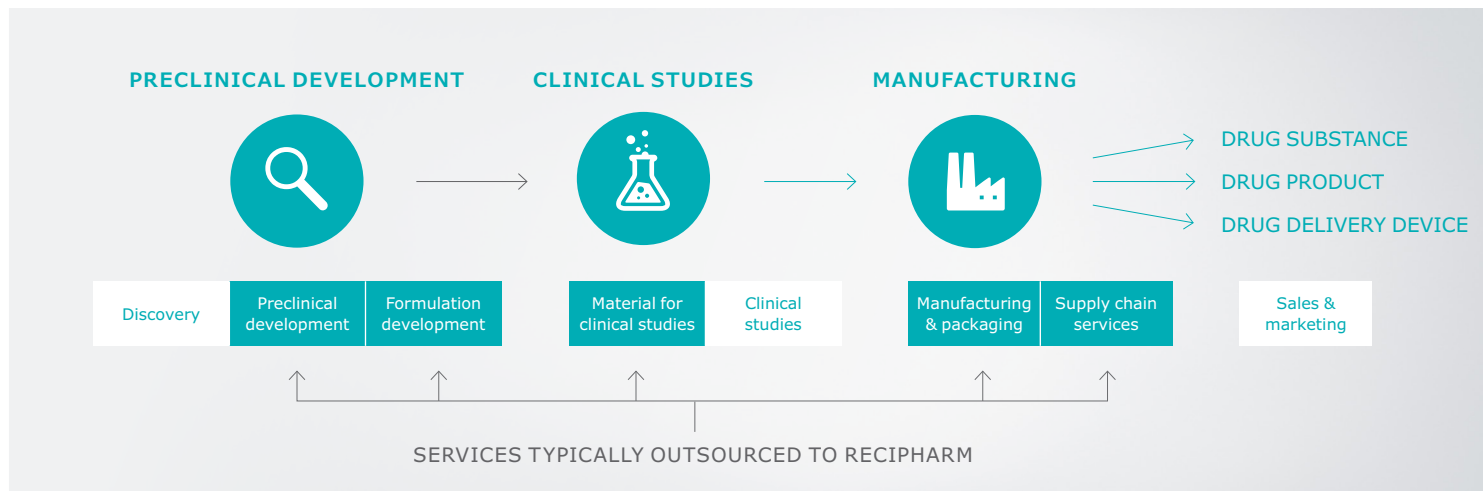 PRECLINICAL DEVELOPMENT
CLINICAL STUDIES
MANUFACTURING
DRUG SUBSTANCE
DRUG PRODUCT
DRUG DELIVERY DEVICE
Discovery
Preclinical
development
Formulation
development
Material for
clinical studies
Clinical
studies
Manufacturing
& packaging
Supply chain
services
Sales &
marketing
SERVICES TYPICALLY OUTSOURCED TO RECIPHARM